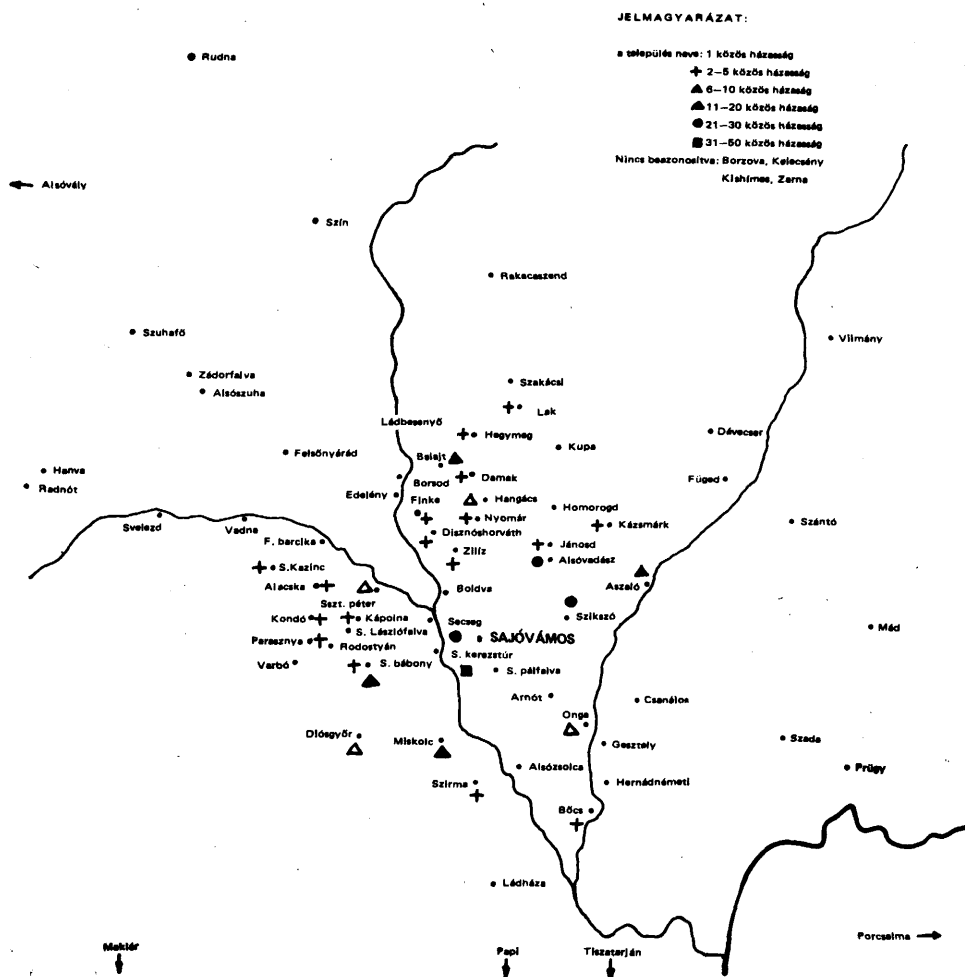 JELMAGYARÁZAT:
a település neve: 1 közös házasság
2–5 közös házasság
6–10 közös házasság
11–20 közös házasság
21–30 közös házasság
31–50 közös házasság
Nincs beazonosítva: Borzova, Kelecsény
Kishímes, Zerna
Rudna
Alsóvály
Szín
Rakacaszend
Szuhafő
Vilmány
Zádorfalva
Alsószuha
Szakácsi
Lak
Ládbesenyő
Hegymeg
Dévecser
Felsőnyárád
Kupa
Hanva
Balajt
Radnót
Borsod
Damak
Füged
Edelény
Hangács
Finke
Homorogd
Svelezd
Vadna
Nyomár
Kázsmárk
Szántó
Disznóshorváth
F. barcika
Zilíz
Jánosd
Alsóvadász
S.Kazinc
Alacska
Boldva
Aszaló
Sszt. péter
Kondó
Kápolna
Secseg
Szikszó
Mád
S. Lászlófalva
SAJÓVÁMOS
Parasznya
Rodostyán
S. kerezstúr
Varbó
S. bábony
S. pálfalva
Arnót
Csanálos
Onga
Diósgyőr
Miskolc
Gesztely
Szada
Alsózsolca
Prügy
Szirma
Hernádnémeti
Bőcs
Ládháza
Maklár
Papi
Tiszatarján
Porcsalma